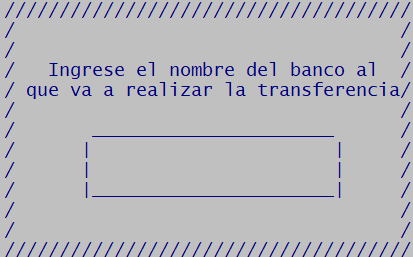 Ingrese el nombre del banco al
que va a realizar la transferencia